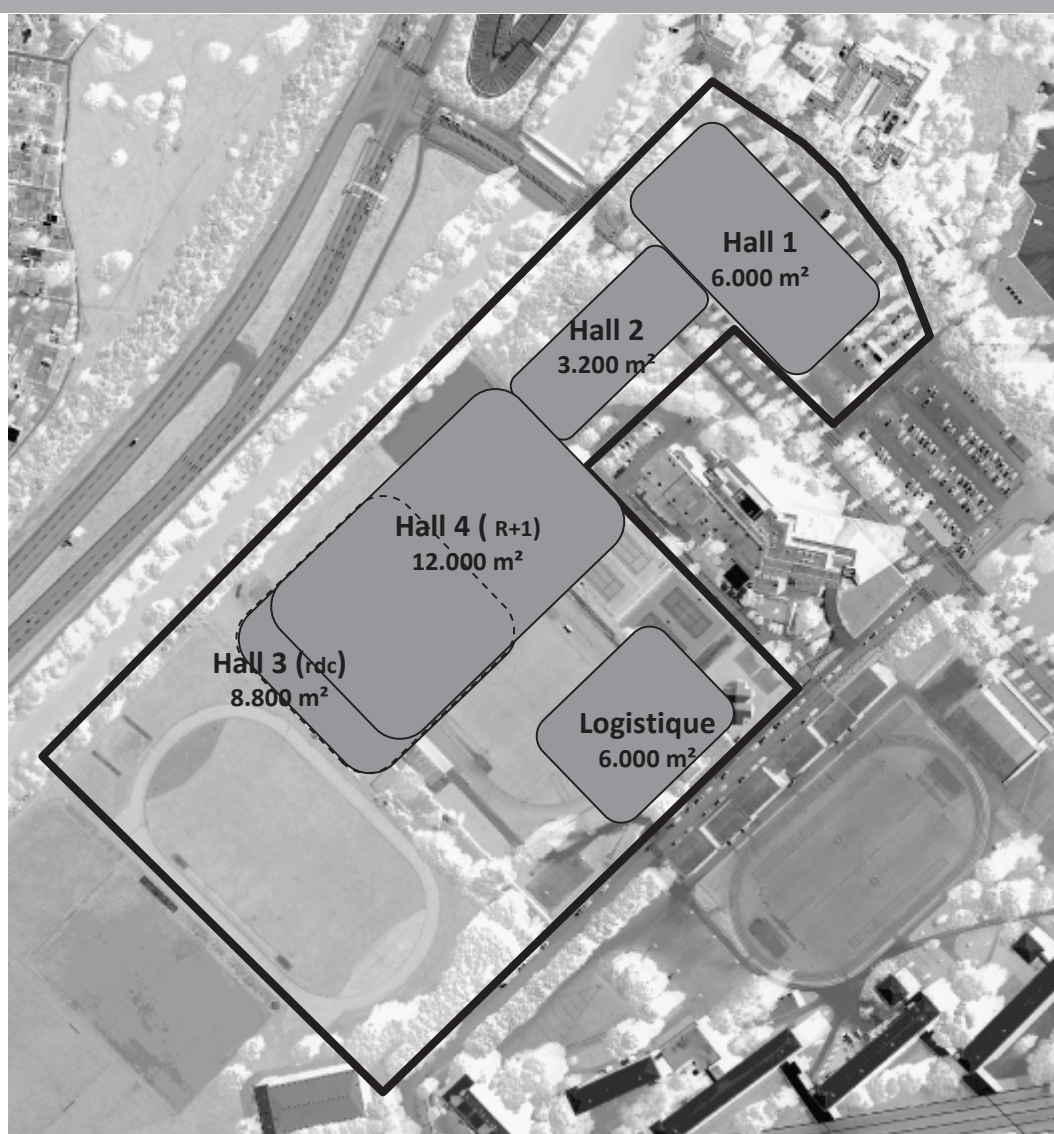 Hall 1
6.000 m²
Hall 2
3.200 m²
Hall 4 ( R+1)
12.000 m²
Hall 3 (rdc)
8.800 m²
Logistique
6.000 m²